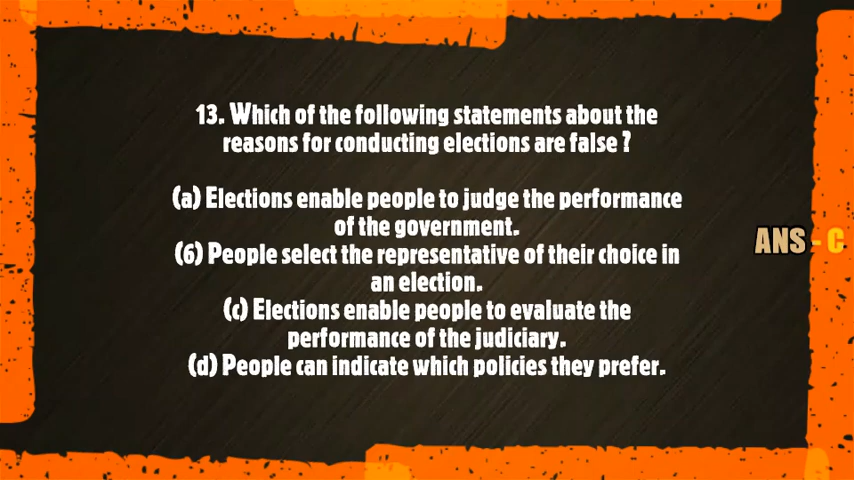 13. Which of the following statements about the
reasons for conducting elections are false ?
(a) Elections enable people to judge the performance
of the government.
(6) People select the representative of their choice in
an election.
(c) Elections enable people to evaluate the
performance of the judiciary.
(d) People can indicate which policies they prefer.
ANS - C